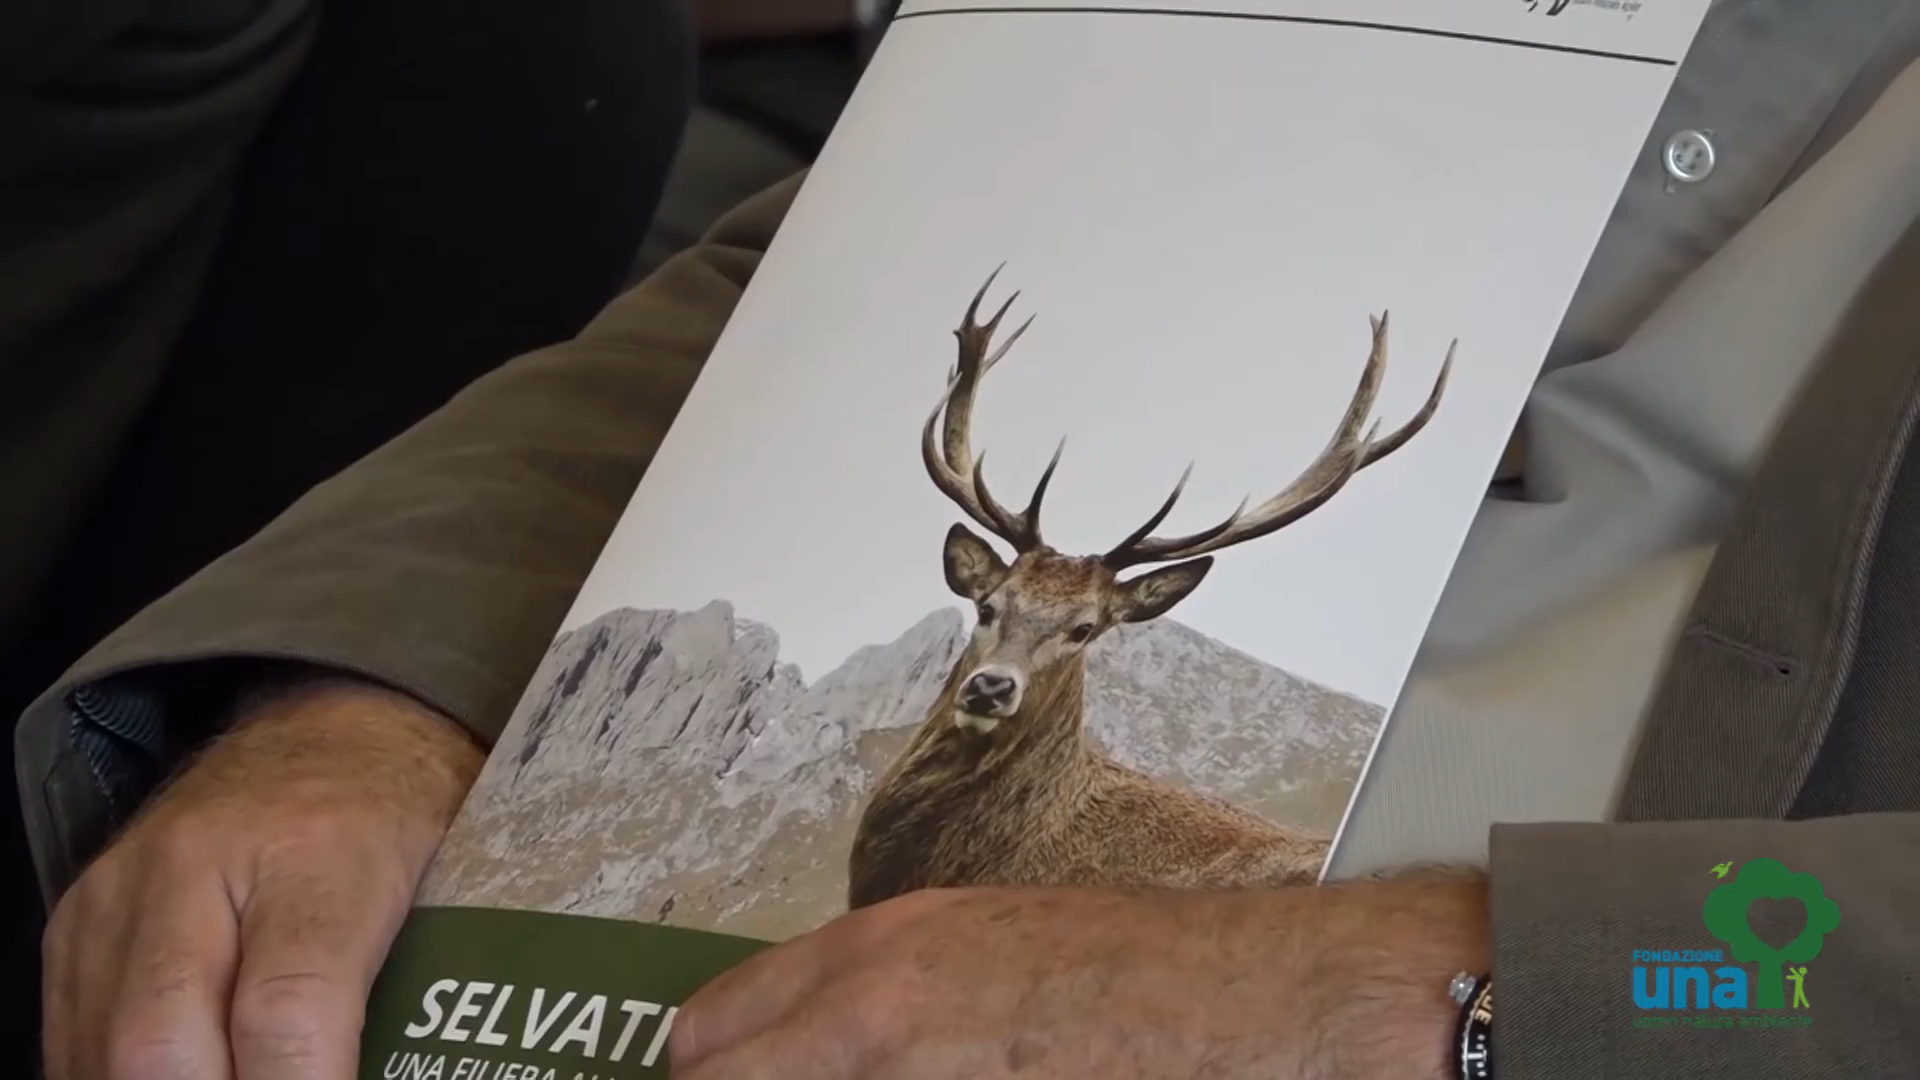 SELVATI
UNA FILIERA
FONDAZIONE
una
uomo natura ambiente